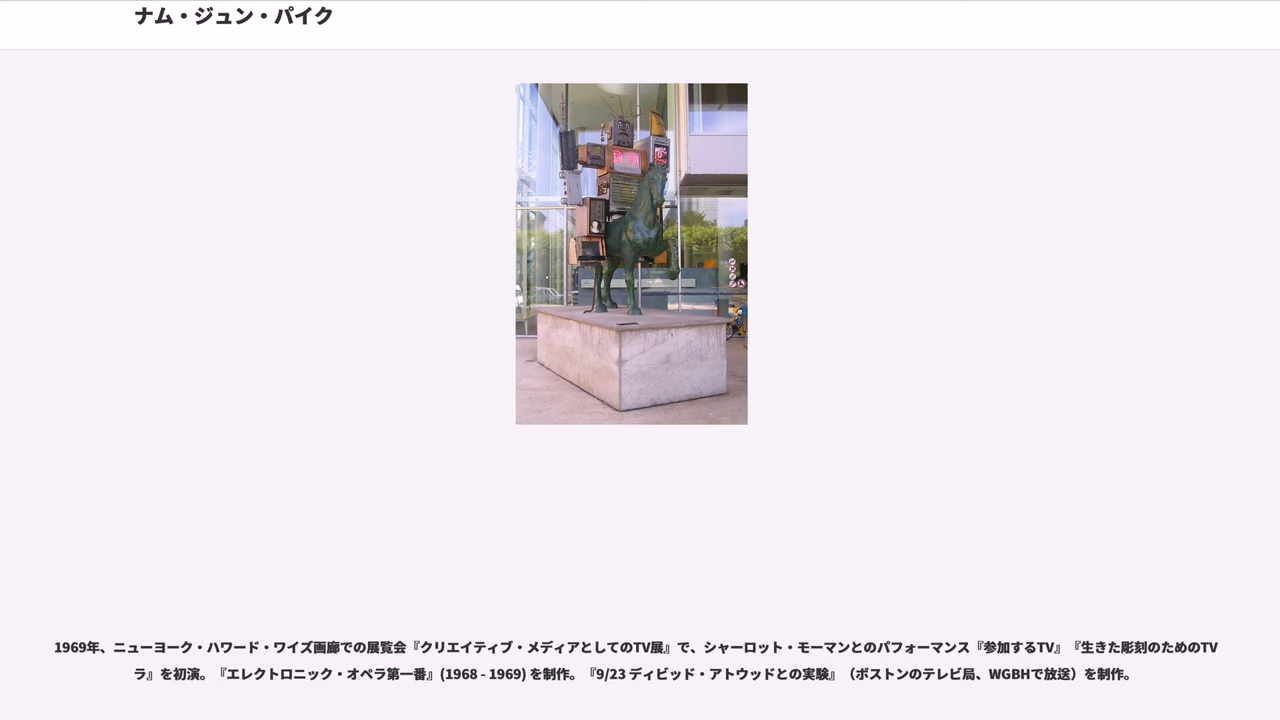 ナム・ジュン・パイク
1969年、ニューヨーク・ハワード・ワイズ画廊での展覧会『クリエイティブ・メディアとしてのTV展』で、シャーロット・モーマンとのパフォーマンス『参加するTV』『生きた彫刻のためのTV
ラ』を初演。『エレクトロニック・オペラ第一番』(1968 - 1969) を制作。『9/23 ディビッド・アトウッドとの実験』（ボストンのテレビ局、WGBHで放送）を制作。